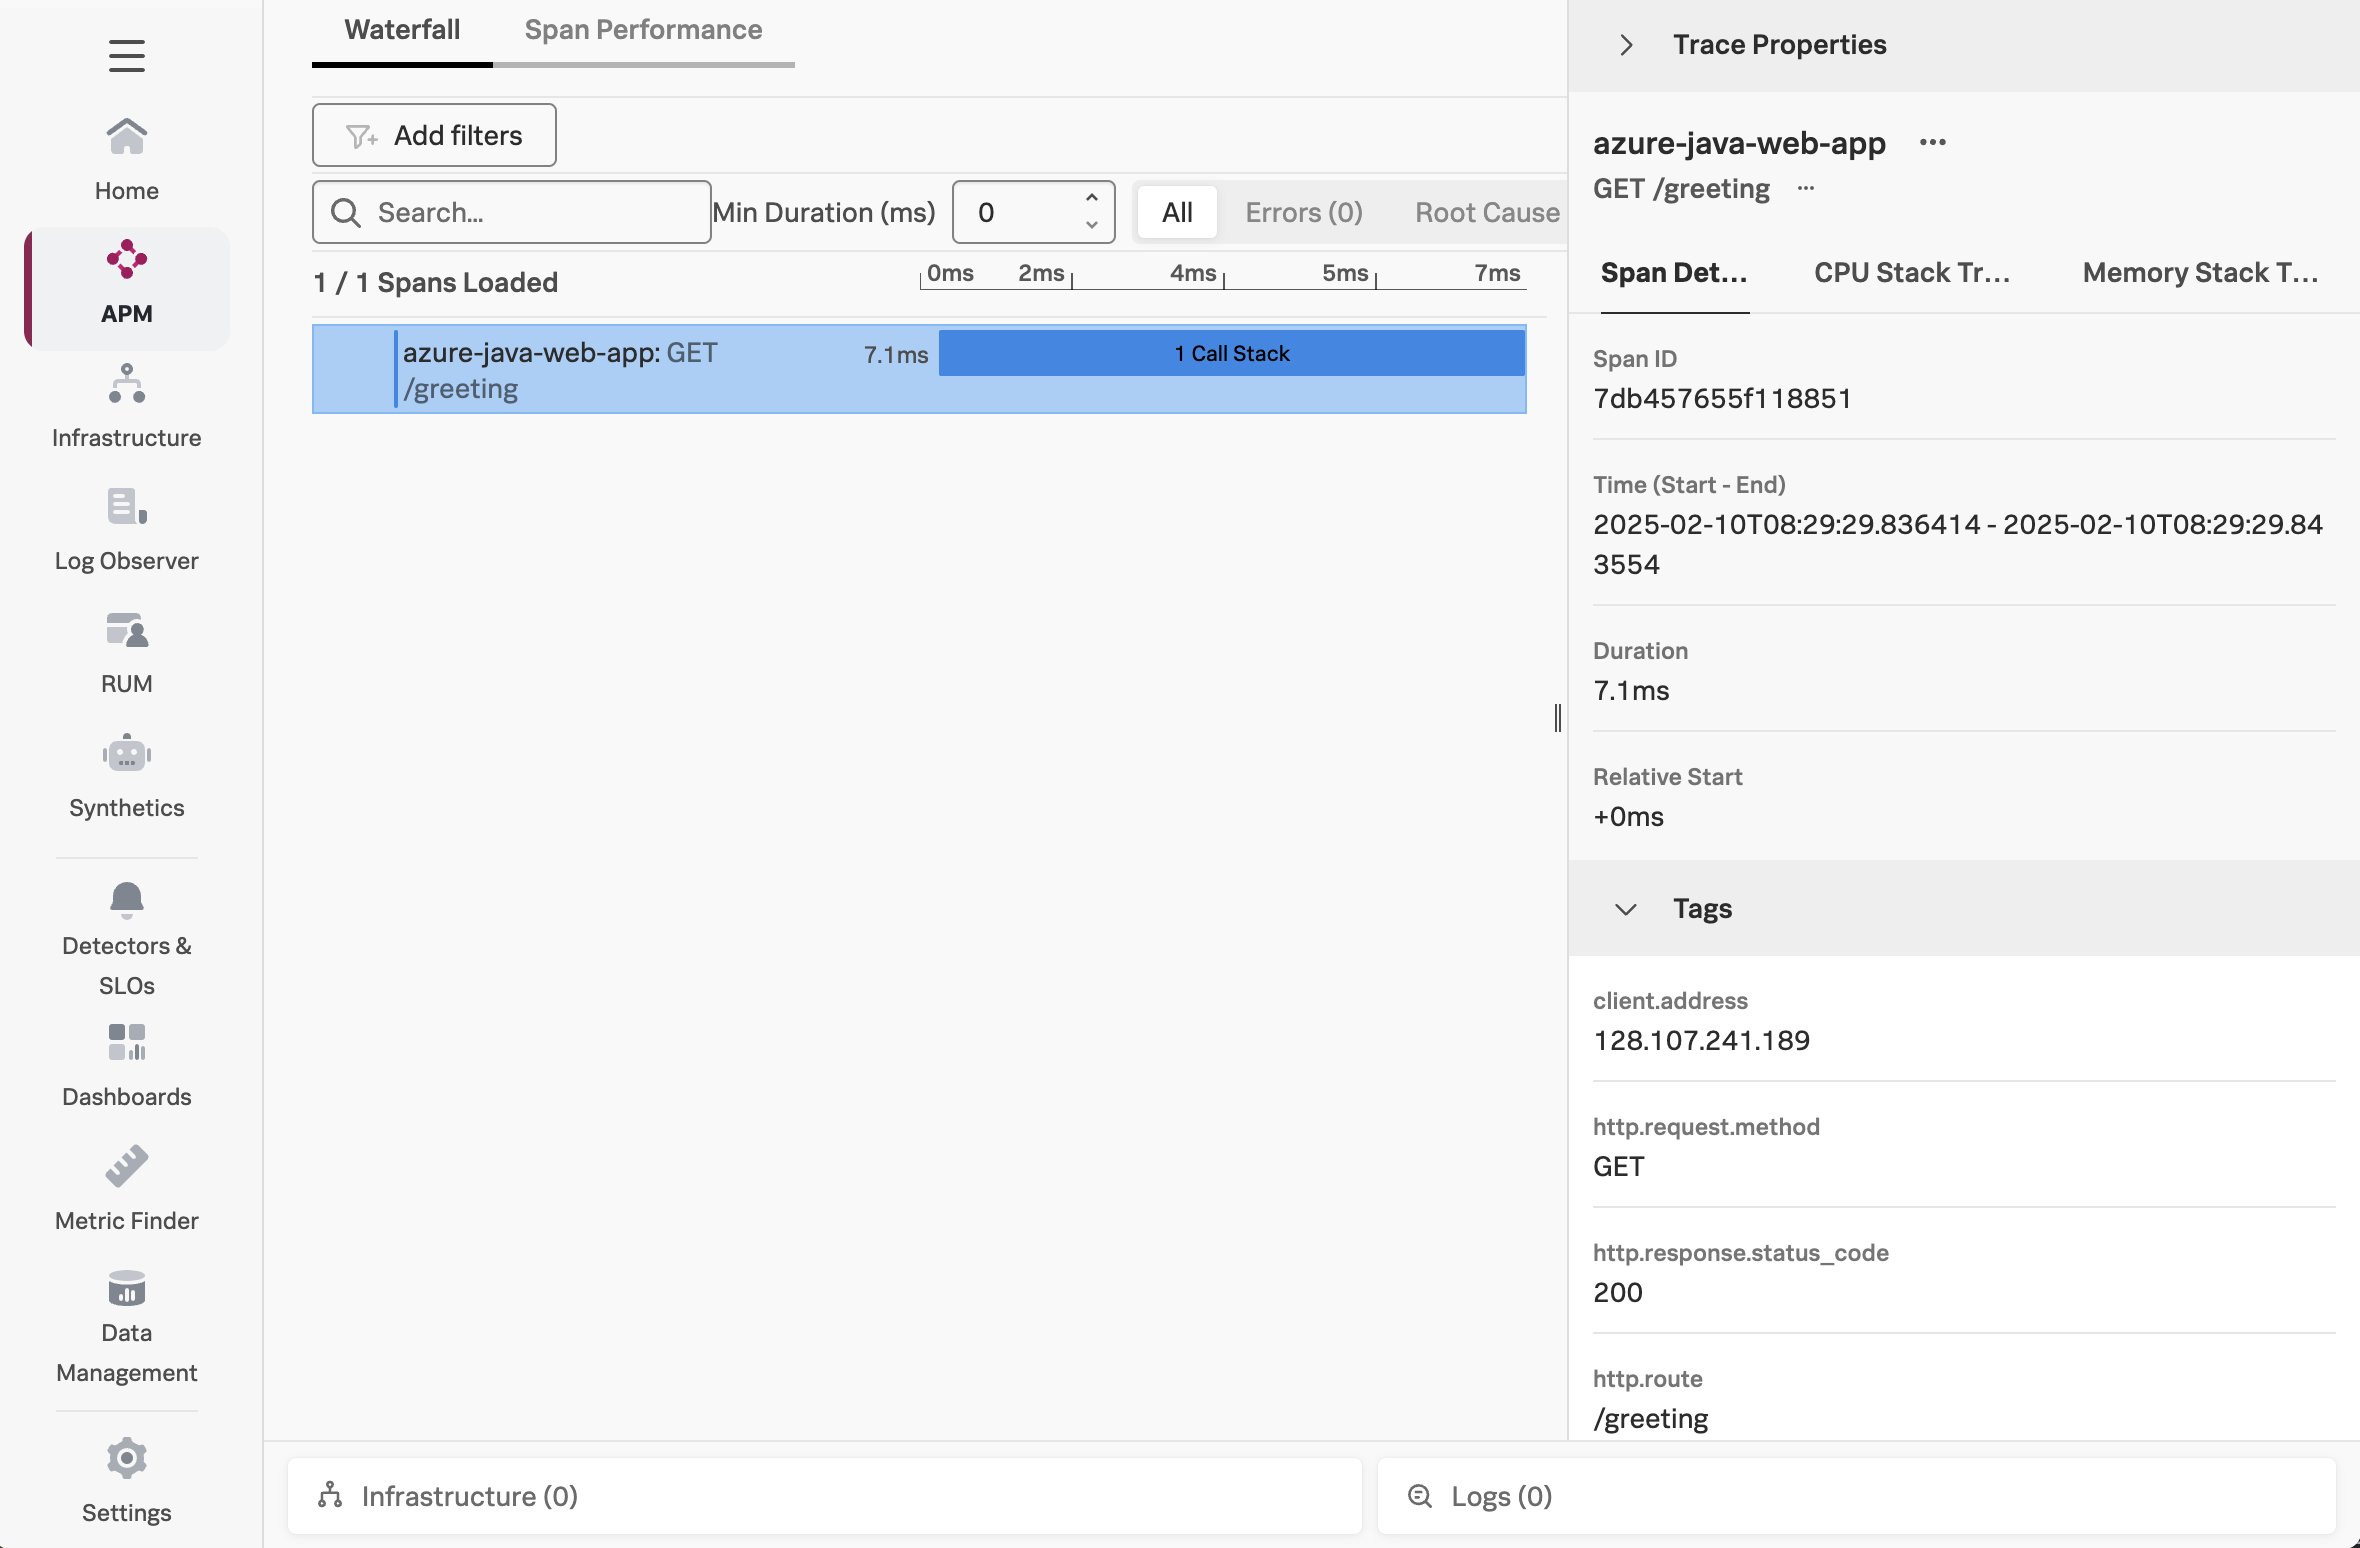 Home
APM
Infrastructure
Log Observer
RUM
Synthetics
Detectors &
SLOs
Dashboards
Metric Finder
Data
Management
Settings
Waterfall
Span Performance
Add filters
Search...
Min Duration (ms)
0
All
Errors (0)
Root Cause
1 / 1 Spans Loaded
0ms
2ms
4ms
5ms
7ms
azure-java-web-app: GET
/greeting
7.1ms
1 Call Stack
Infrastructure (0)
Logs (0)
Trace Properties
azure-java-web-app
GET /greeting
Span Det...
CPU Stack Tr...
Memory Stack T...
Span ID
7db457655f118851
Time (Start - End)
2025-02-10T08:29:29.836414 - 2025-02-10T08:29:29.84
3554
Duration
7.1ms
Relative Start
+0ms
Tags
client.address
128.107.241.189
http.request.method
GET
http.response.status_code
200
http.route
/greeting